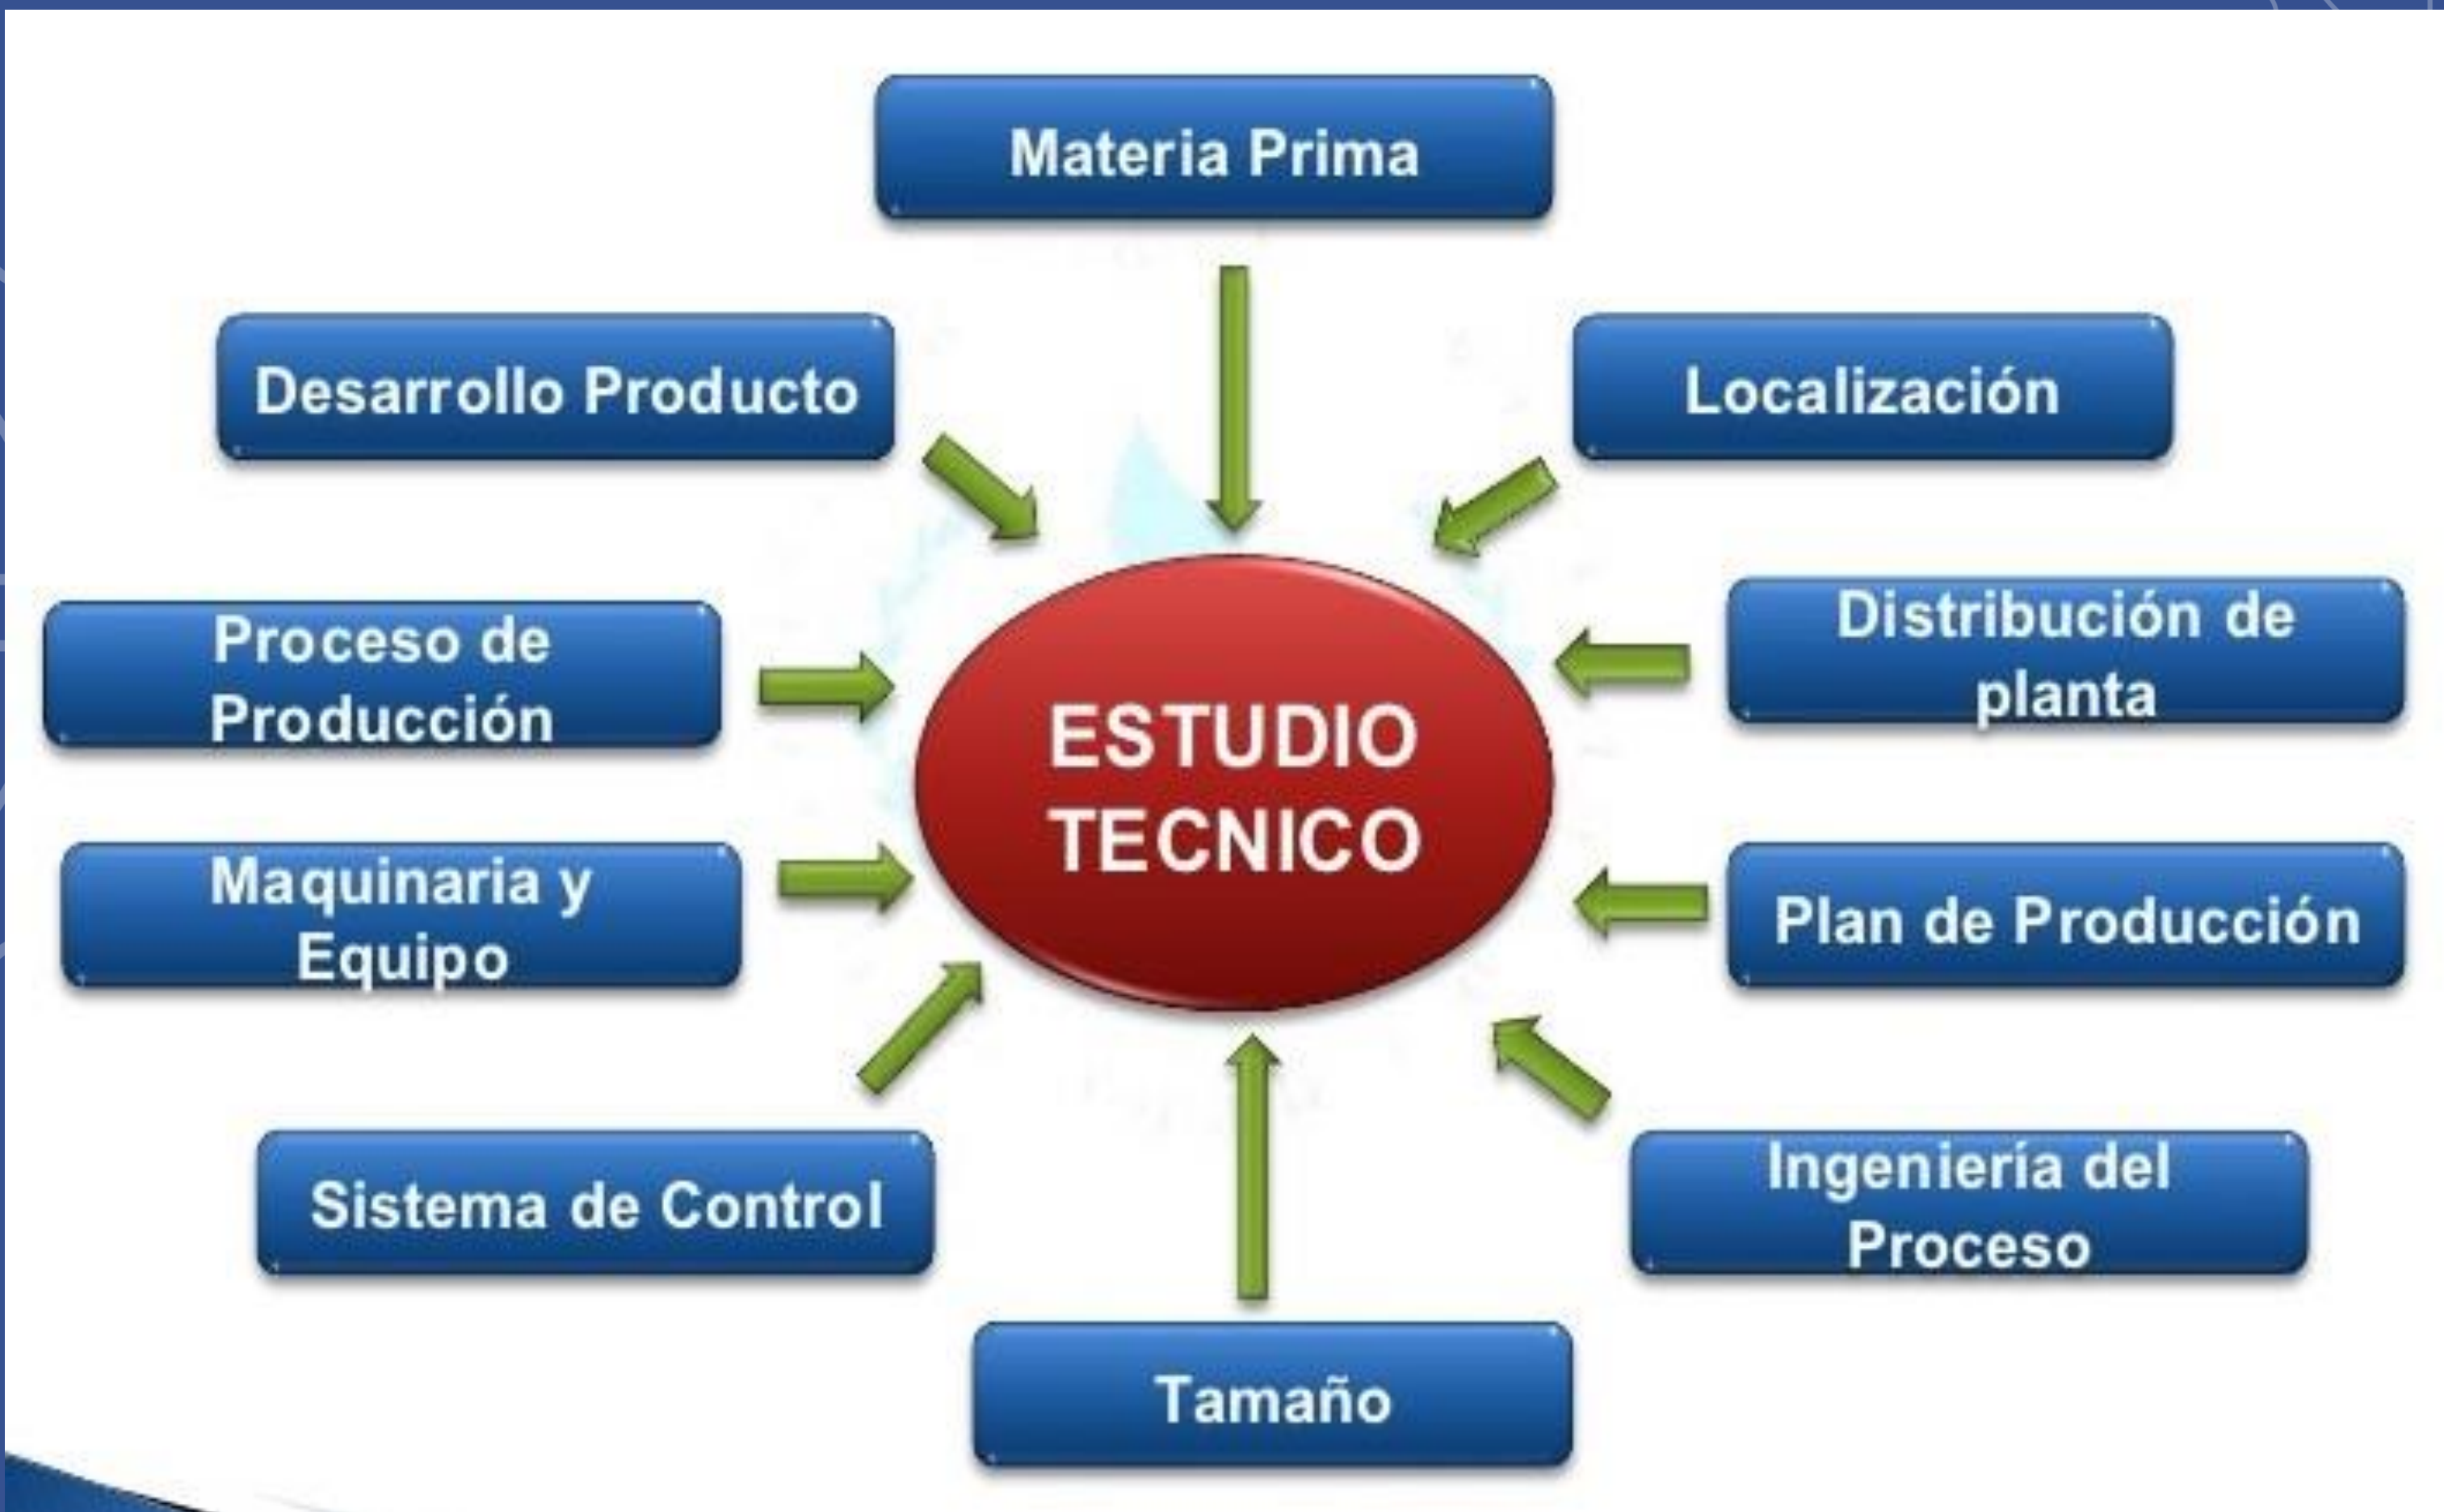 Materia Prima
Desarrollo Producto
Localización
Proceso de
Producción
Distribución de
planta
ESTUDIO
TECNICO
Maquinaria y
Equipo
Plan de Producción
Sistema de Control
Ingeniería del
Proceso
Tamaño